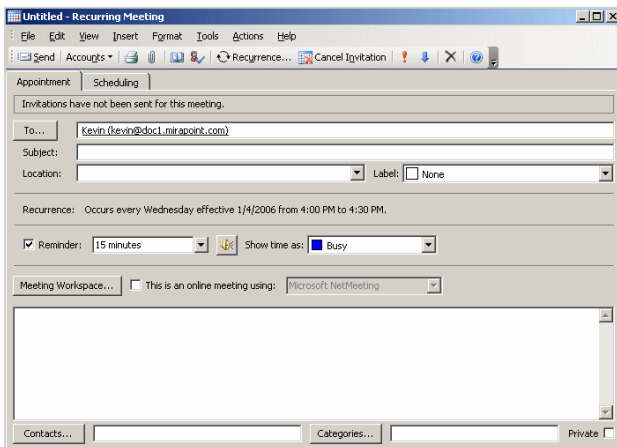 Untitled - Recurring Meeting
File Edit View Insert Format Tools Actions Help
Send Accounts Recurrence... Cancel Invitation
Appointment Scheduling
Invitations have not been sent for this meeting.
To... Kevin (kevin@doc1.mirapoint.com)
Subject:
Location: Label: None
Recurrence: Occurs every Wednesday effective 1/4/2006 from 4:00 PM to 4:30 PM.
Reminder: 15 minutes Show time as: Busy
Meeting Workspace... This is an online meeting using: Microsoft NetMeeting
Contacts... Categories... Private